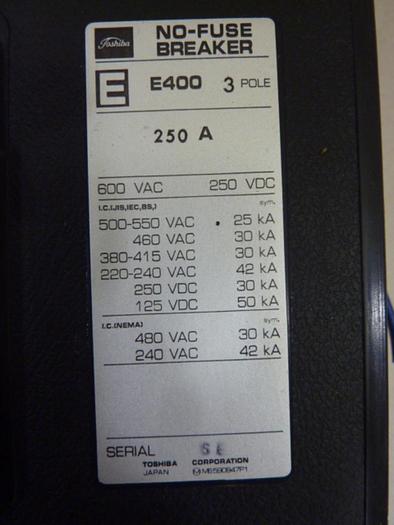 Toshiba
NO-FUSE
BREAKER
E E400 3 POLE
250 A
600 VAC 250 VDC
I.C.(JIS,IEC,BS,) sym.
500-550 VAC 25 kA
460 VAC 30 kA
380-415 VAC 30 kA
220-240 VAC 42 kA
250 VDC 30 kA
125 VDC 50 kA
I.C.(NEMA) sym.
480 VAC 30 kA
240 VAC 42 kA
SERIAL SE
TOSHIBA CORPORATION
JAPAN